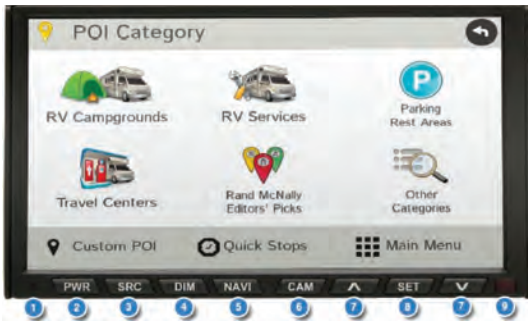 POI Category
RV Campgrounds
RV Services
P
Parking
Rest Areas
Travel Centers
Rand McNally
Editors' Picks
Other
Categories
Custom POI
Quick Stops
Main Menu
PWR SRC DIM NAVI CAM SET
1 2 3 4 5 6 7 8 7 9